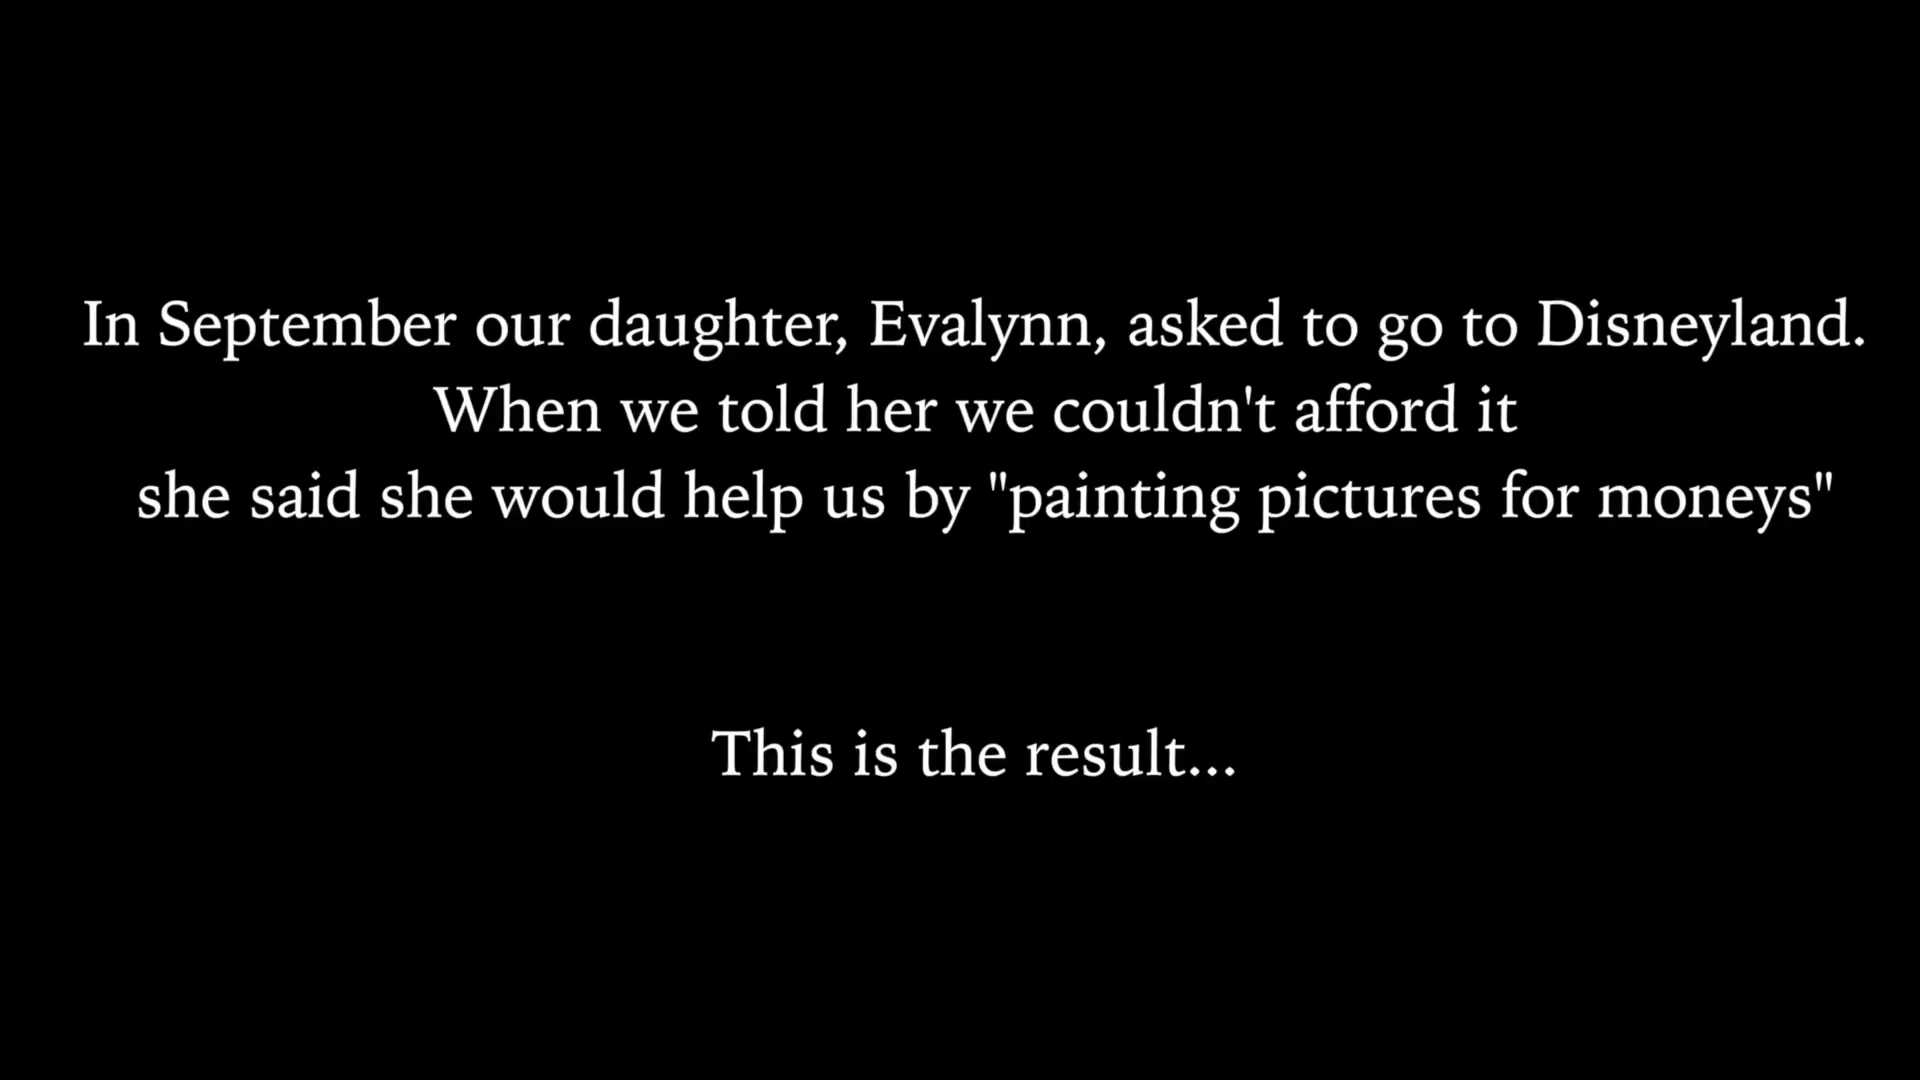 In September our daughter, Evalynn, asked to go to Disneyland.
When we told her we couldn't afford it
she said she would help us by "painting pictures for moneys"
This is the result...